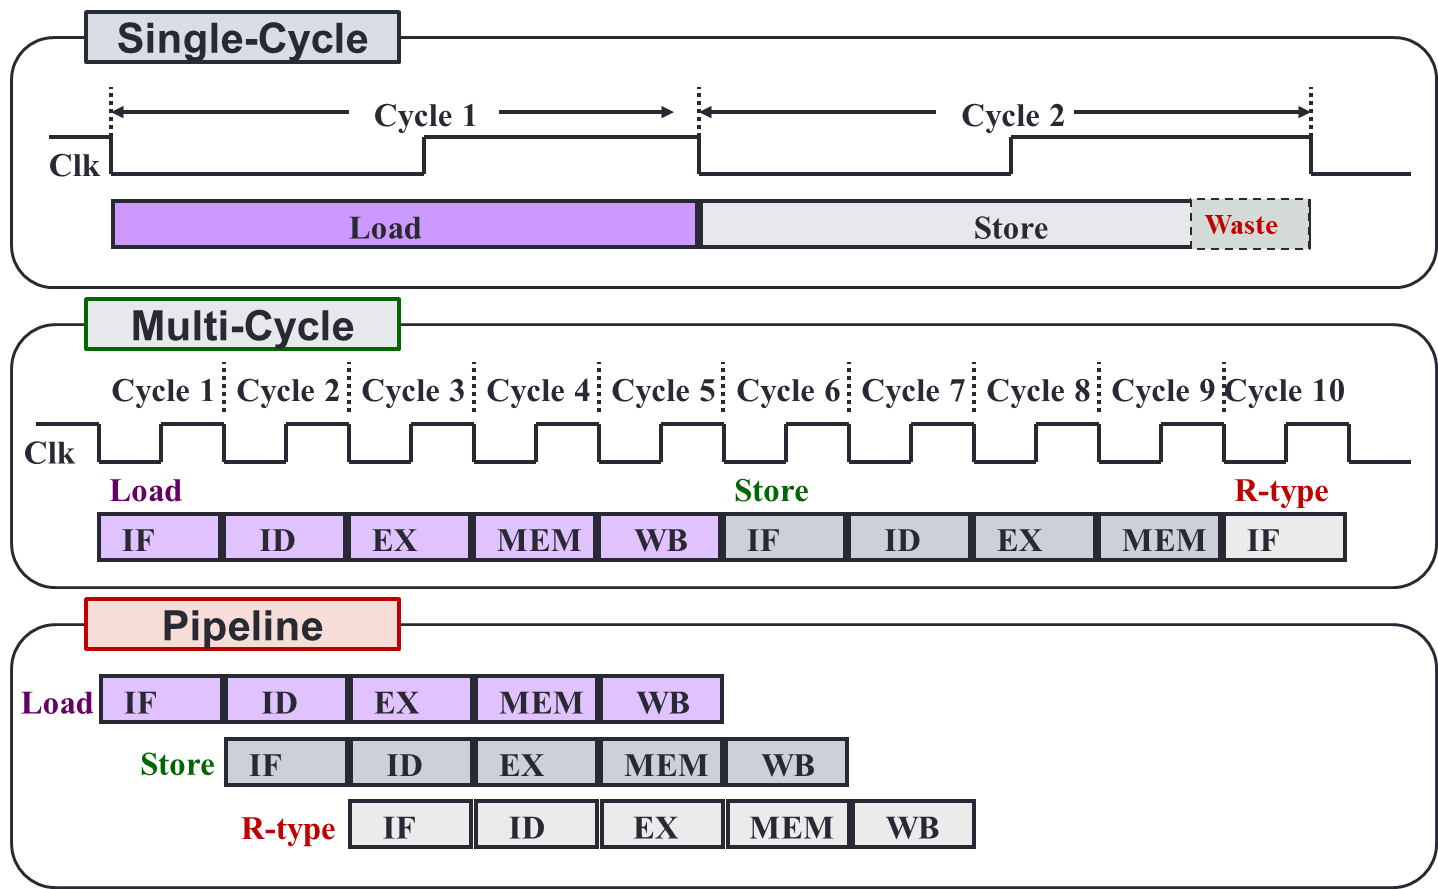 Single-Cycle
Cycle 1 Cycle 2
Clk
Load Store Waste
Multi-Cycle
Cycle 1 Cycle 2 Cycle 3 Cycle 4 Cycle 5 Cycle 6 Cycle 7 Cycle 8 Cycle 9 Cycle 10
Clk
Load Store R-type
IF ID EX MEM WB IF ID EX MEM IF
Pipeline
Load IF ID EX MEM WB
Store IF ID EX MEM WB
R-type IF ID EX MEM WB